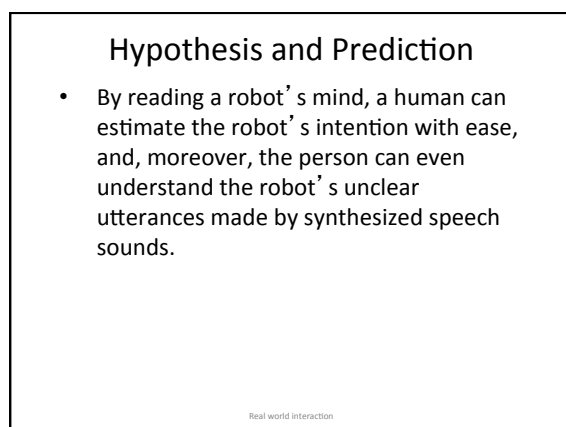 Hypothesis and Prediction
• By reading a robot’s mind, a human can
estimate the robot’s intention with ease,
and, moreover, the person can even
understand the robot’s unclear
utterances made by synthesized speech
sounds.
Real world interaction